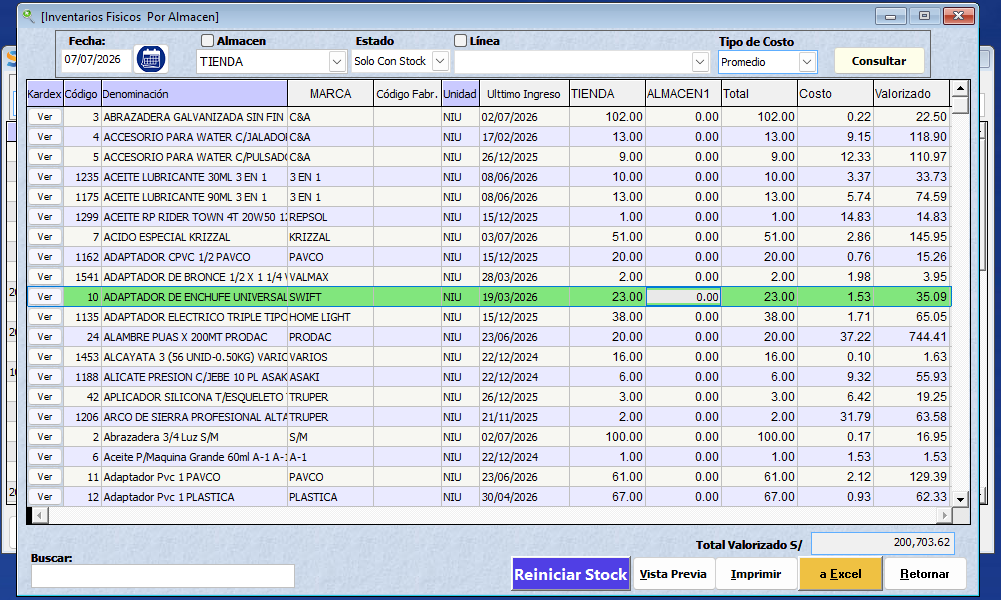 [Inventarios Fisicos Por Almacen]
Fecha: Almacen Estado Línea Tipo de Costo
07/07/2026 TIENDA Solo Con Stock Promedio Consultar
Kardex Código Denominación MARCA Código Fabr. Unidad Ulttimo Ingreso TIENDA ALMACEN1 Total Costo Valorizado
Ver 3 ABRAZADERA GALVANIZADA SIN FIN C&A NIU 02/07/2026 102.00 0.00 102.00 0.22 22.50
Ver 4 ACCESORIO PARA WATER C/JALADO C&A NIU 17/02/2026 13.00 0.00 13.00 9.15 118.90
Ver 5 ACCESORIO PARA WATER C/PULSADO C&A NIU 26/12/2025 9.00 0.00 9.00 12.33 110.97
Ver 1235 ACEITE LUBRICANTE 30ML 3 EN 1 3 EN 1 NIU 08/06/2026 10.00 0.00 10.00 3.37 33.73
Ver 1175 ACEITE LUBRICANTE 90ML 3 EN 1 3 EN 1 NIU 08/06/2026 13.00 0.00 13.00 5.74 74.59
Ver 1299 ACEITE RP RIDER TOWN 4T 20W50 1 REPSOL NIU 15/12/2025 1.00 0.00 1.00 14.83 14.83
Ver 7 ACIDO ESPECIAL KRIZZAL KRIZZAL NIU 03/07/2026 51.00 0.00 51.00 2.86 145.95
Ver 1162 ADAPTADOR CPVC 1/2 PAVCO PAVCO NIU 15/12/2025 20.00 0.00 20.00 0.76 15.26
Ver 1541 ADAPTADOR DE BRONCE 1/2 X 1 1/4 VALMAX NIU 28/03/2026 2.00 0.00 2.00 1.98 3.95
Ver 10 ADAPTADOR DE ENCHUFE UNIVERSAL SWIFT NIU 19/03/2026 23.00 0.00 23.00 1.53 35.09
Ver 1135 ADAPTADOR ELECTRICO TRIPLE TIPO HOME LIGHT NIU 15/12/2025 38.00 0.00 38.00 1.71 65.05
Ver 24 ALAMBRE PUAS X 200MT PRODAC PRODAC NIU 23/06/2026 20.00 0.00 20.00 37.22 744.41
Ver 1453 ALCAYATA 3 (56 UNID-0.50KG) VARIO VARIOS NIU 22/12/2024 16.00 0.00 16.00 0.10 1.63
Ver 1188 ALICATE PRESION C/JEBE 10 PL ASAK ASAKI NIU 22/12/2024 6.00 0.00 6.00 9.32 55.93
Ver 42 APLICADOR SILICONA T/ESQUELETO TRUPER NIU 26/12/2025 3.00 0.00 3.00 6.42 19.25
Ver 1206 ARCO DE SIERRA PROFESIONAL ALTA TRUPER NIU 21/11/2025 2.00 0.00 2.00 31.79 63.58
Ver 2 Abrazadera 3/4 Luz S/M S/M NIU 02/07/2026 100.00 0.00 100.00 0.17 16.95
Ver 6 Aceite P/Maquina Grande 60ml A-1 A- A-1 NIU 22/12/2024 1.00 0.00 1.00 1.53 1.53
Ver 11 Adaptador Pvc 1 PAVCO PAVCO NIU 23/06/2026 61.00 0.00 61.00 2.12 129.39
Ver 12 Adaptador Pvc 1 PLASTICA PLASTICA NIU 30/04/2026 67.00 0.00 67.00 0.93 62.33
Total Valorizado S/ 200,703.62
Buscar:
Reiniciar Stock Vista Previa Imprimir a Excel Retornar